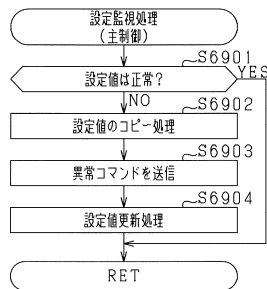 設定監視処理
(主制御)
S6901
設定値は正常?
YES
NO
S6902
設定値のコピー処理
S6903
異常コマンドを送信
S6904
設定値更新処理
RET